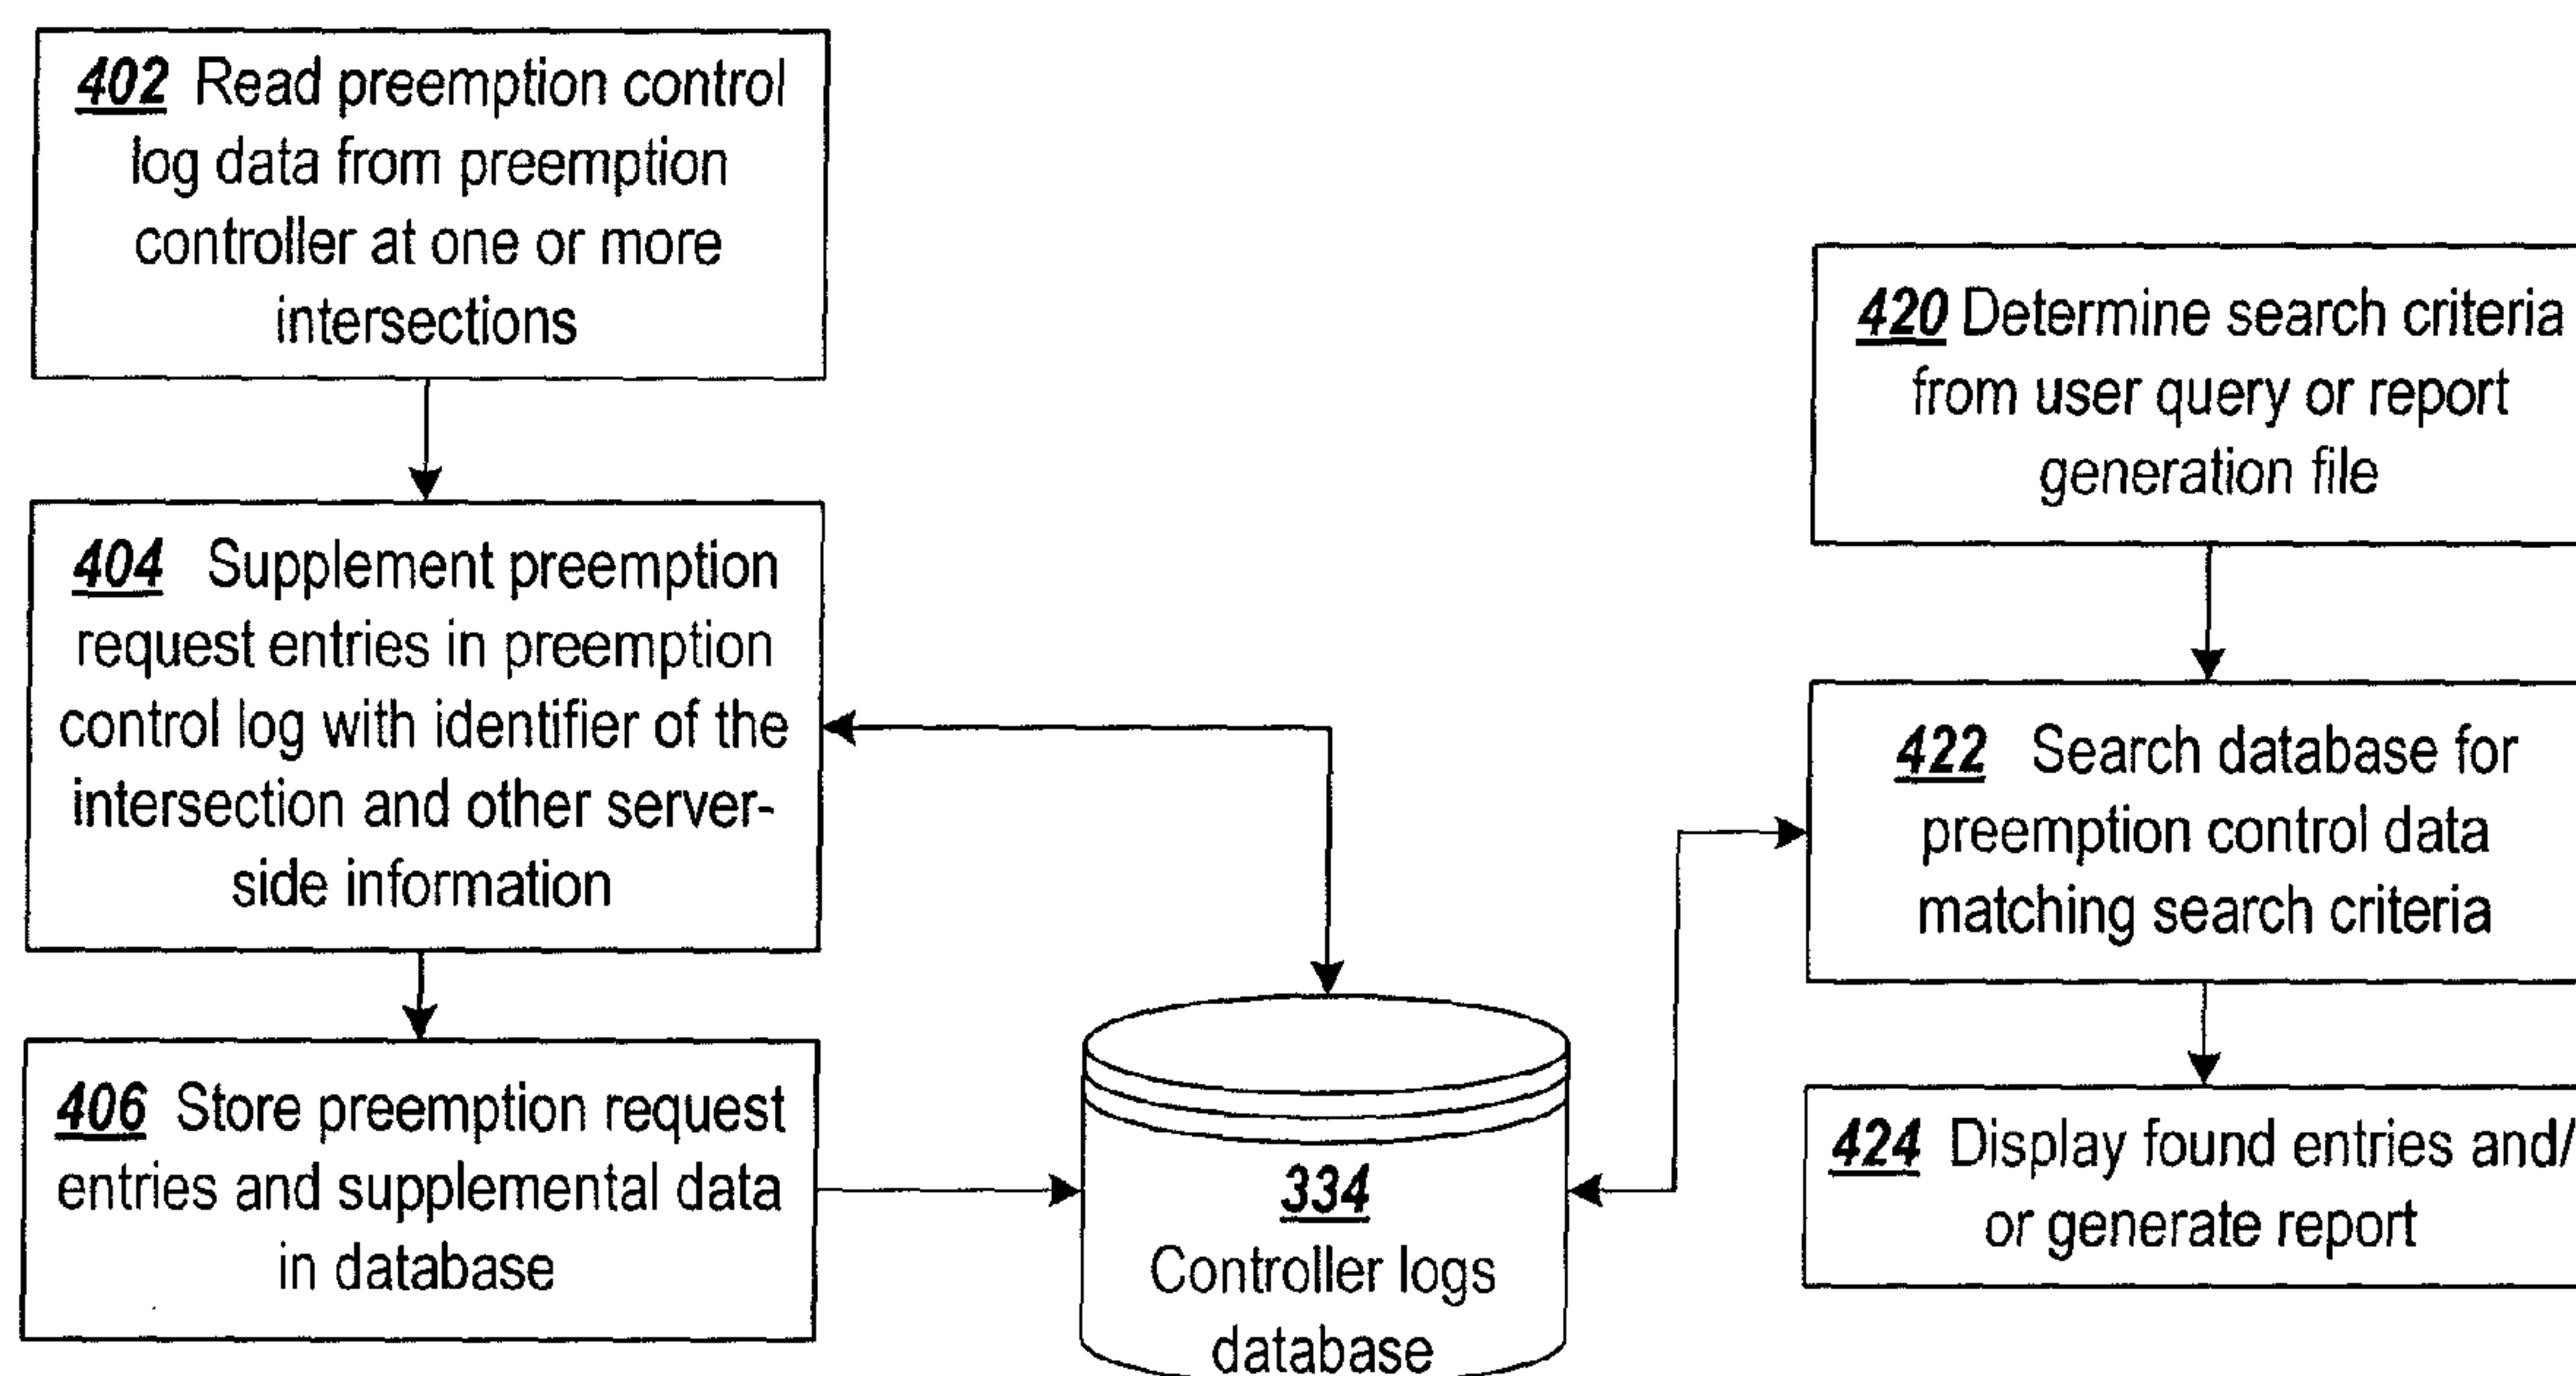 402 Read preemption control
log data from preemption
controller at one or more
intersections
404 Supplement preemption
request entries in preemption
control log with identifier of the
intersection and other server-
side information
406 Store preemption request
entries and supplemental data
in database
334
Controller logs
database
420 Determine search criteria
from user query or report
generation file
422 Search database for
preemption control data
matching search criteria
424 Display found entries and/
or generate report